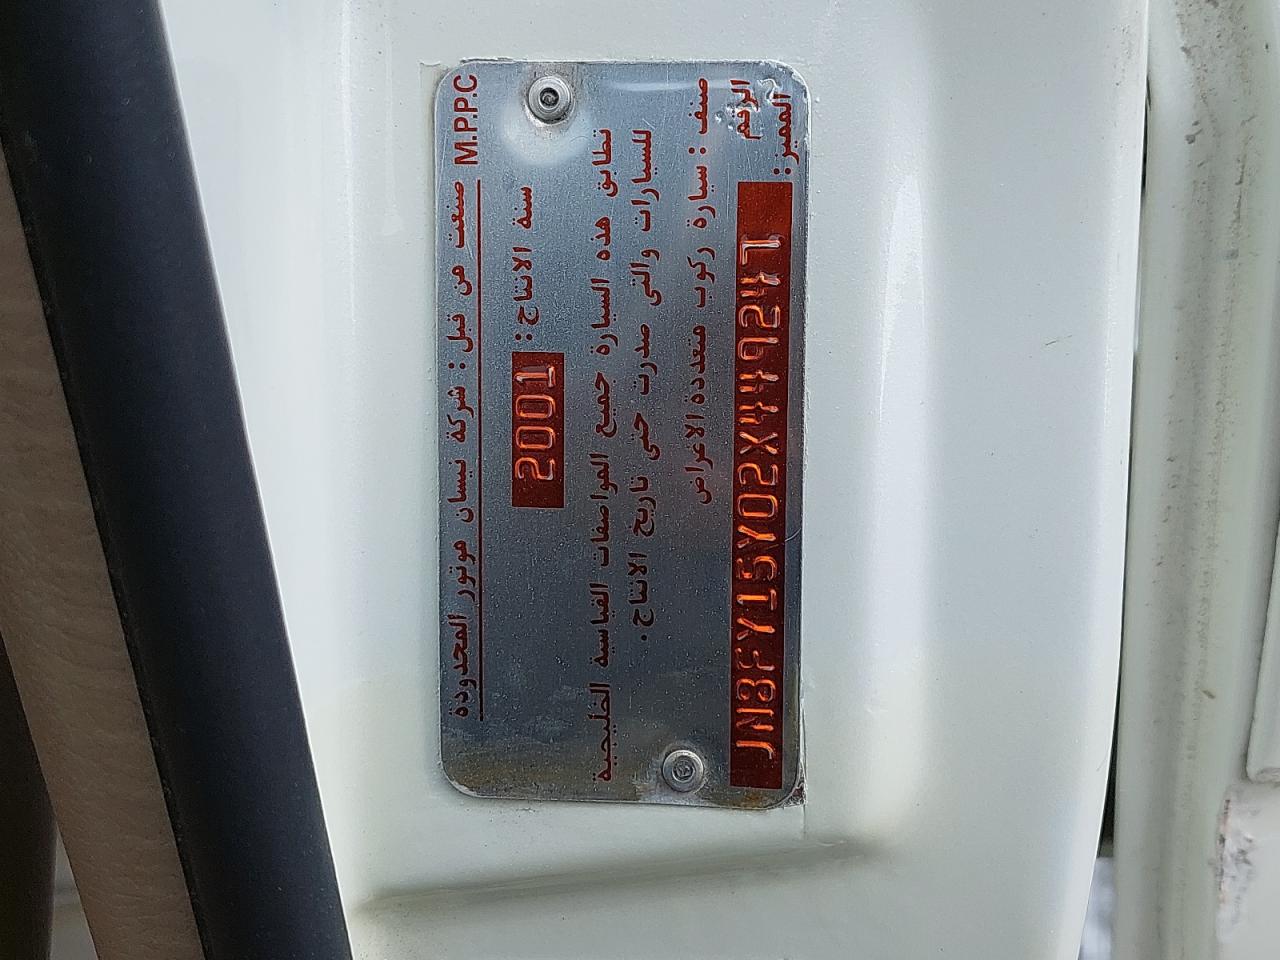 M.P.P.C صنعت من قبل : شركة نيسان موتور المحدودة
سنة الانتاج : 2001
تطابق هذه السيارة جميع المواصفات القياسية الخليجية
للسيارات والتي صدرت حتى تاريخ الانتاج .
صنف : سيارة ركوب متعددة الاغراض
الرقم
المميز : JN8FY15Y02X449247